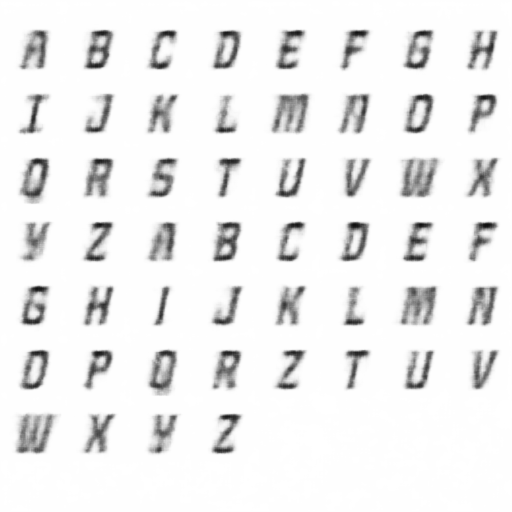 A B C D E F G H
I J K L M N O P
Q R S T U V W X
Y Z A B C D E F
G H I J K L M N
O P Q R Z T U V
W X Y Z